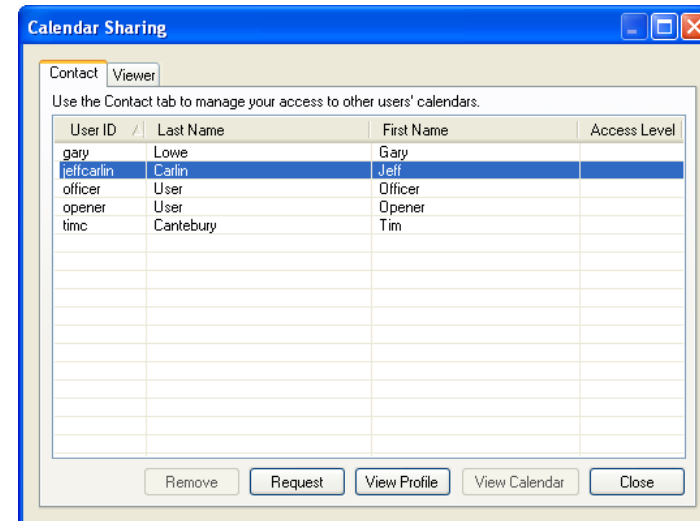 Calendar Sharing
Contact Viewer
Use the Contact tab to manage your access to other users' calendars.
User ID Last Name First Name Access Level
gary Lowe Gary
jeffcarlin Carlin Jeff
officer User Officer
opener User Opener
timc Cantebury Tim
Remove Request View Profile View Calendar Close